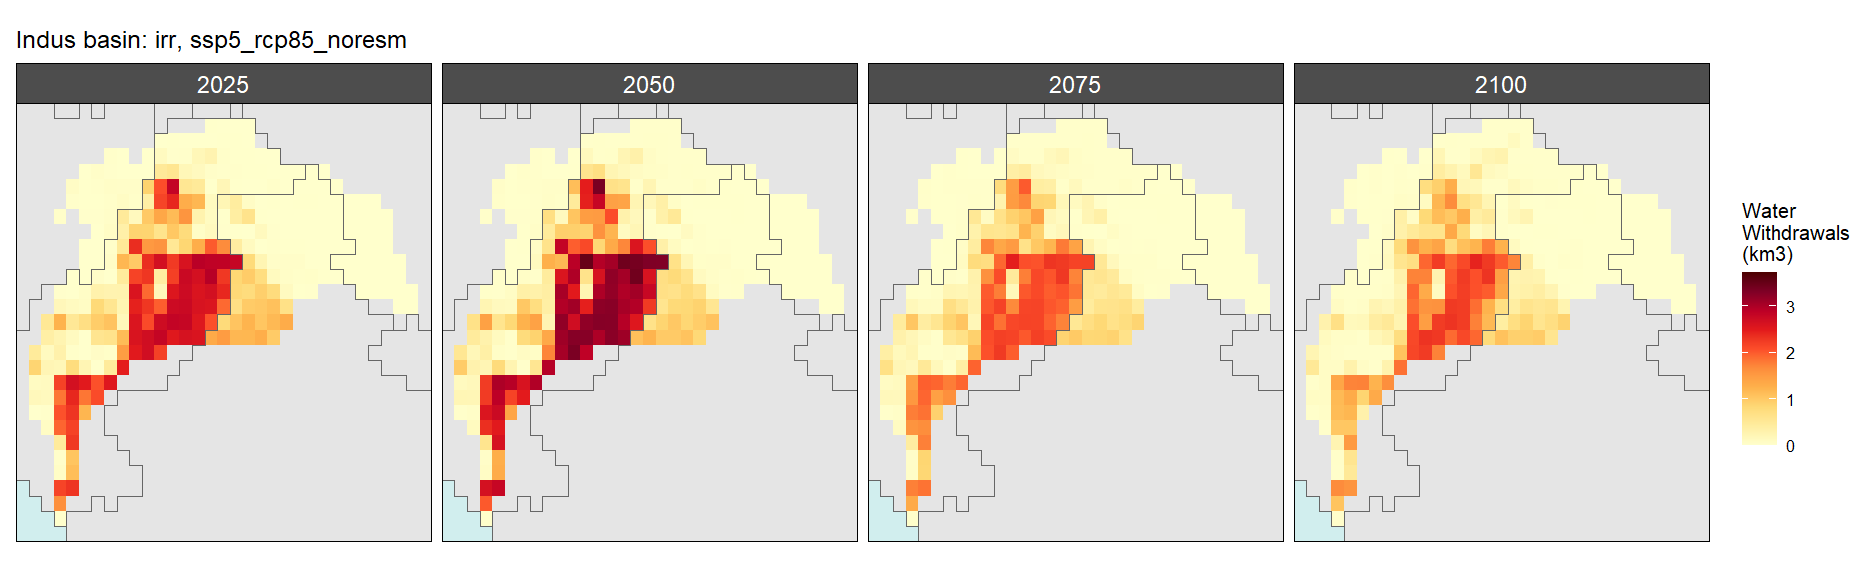 Indus basin: irr, ssp5_rcp85_noresm
2025
2050
2075
2100
Water
Withdrawals
(km3)
3
2
1
0